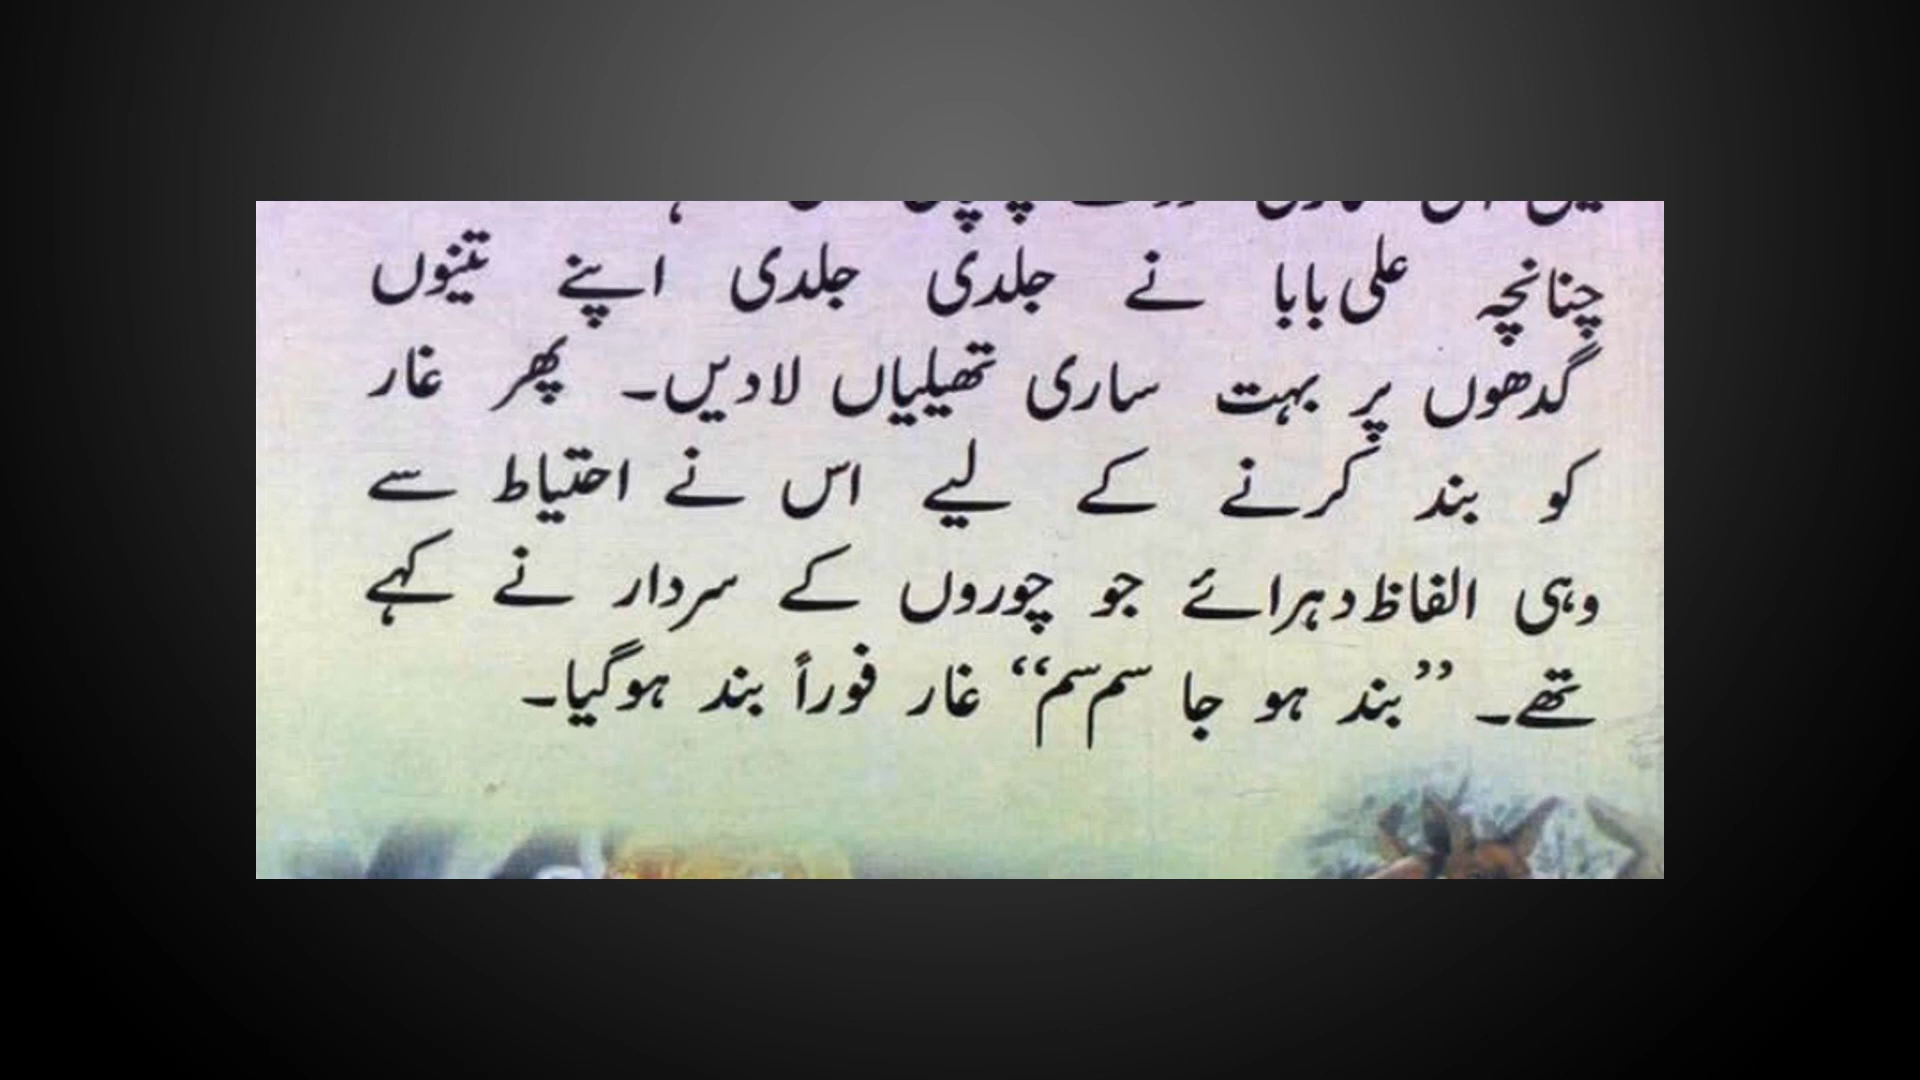 چنانچہ علی بابا نے جلدی جلدی اپنے تینوں
گدھوں پر بہت ساری تھیلیاں لادیں۔ پھر غار
کو بند کرنے کے لیے اس نے احتیاط سے
وہی الفاظ دہرائے جو چوروں کے سردار نے کہے
تھے۔ ”بند ہو جا سم سم“ غار فوراً بند ہوگیا۔